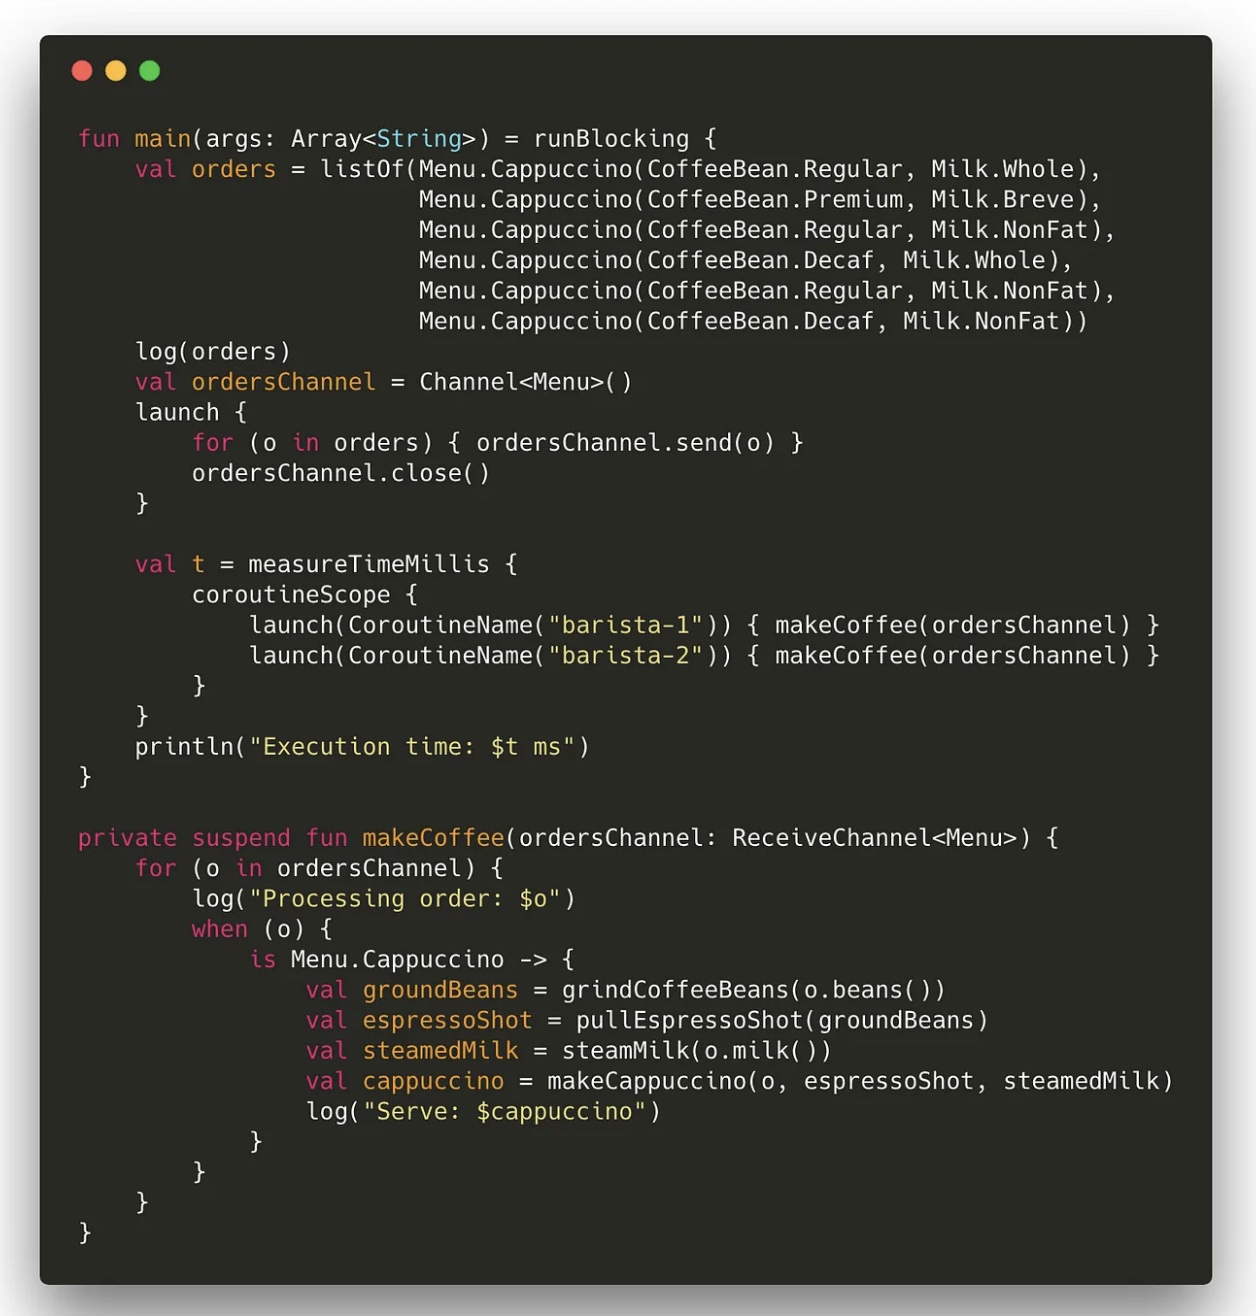 fun main(args: Array<String>) = runBlocking {
    val orders = listOf(Menu.Cappuccino(CoffeeBean.Regular, Milk.Whole),
                        Menu.Cappuccino(CoffeeBean.Premium, Milk.Breve),
                        Menu.Cappuccino(CoffeeBean.Regular, Milk.NonFat),
                        Menu.Cappuccino(CoffeeBean.Decaf, Milk.Whole),
                        Menu.Cappuccino(CoffeeBean.Regular, Milk.NonFat),
                        Menu.Cappuccino(CoffeeBean.Decaf, Milk.NonFat))
    log(orders)
    val ordersChannel = Channel<Menu>()
    launch {
        for (o in orders) { ordersChannel.send(o) }
        ordersChannel.close()
    }

    val t = measureTimeMillis {
        coroutineScope {
            launch(CoroutineName("barista-1")) { makeCoffee(ordersChannel) }
            launch(CoroutineName("barista-2")) { makeCoffee(ordersChannel) }
        }
    }
    println("Execution time: $t ms")
}

private suspend fun makeCoffee(ordersChannel: ReceiveChannel<Menu>) {
    for (o in ordersChannel) {
        log("Processing order: $o")
        when (o) {
            is Menu.Cappuccino -> {
                val groundBeans = grindCoffeeBeans(o.beans())
                val espressoShot = pullEspressoShot(groundBeans)
                val steamedMilk = steamMilk(o.milk())
                val cappuccino = makeCappuccino(o, espressoShot, steamedMilk)
                log("Serve: $cappuccino")
            }
        }
    }
}